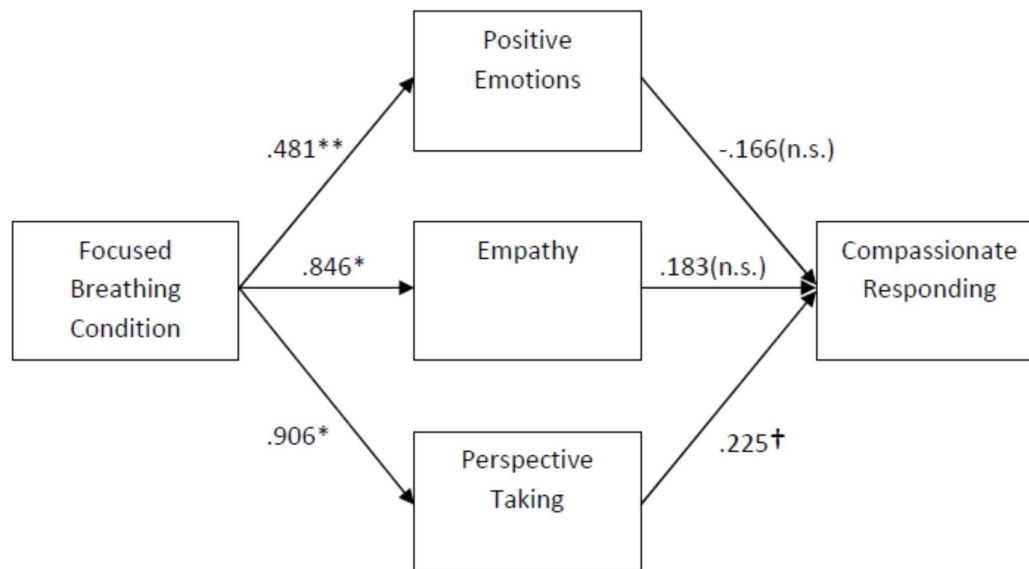 Positive
Emotions
.481**
-.166(n.s.)
Focused
Breathing
Condition
.846*
Empathy
.183(n.s.)
Compassionate
Responding
.906*
Perspective
Taking
.225†